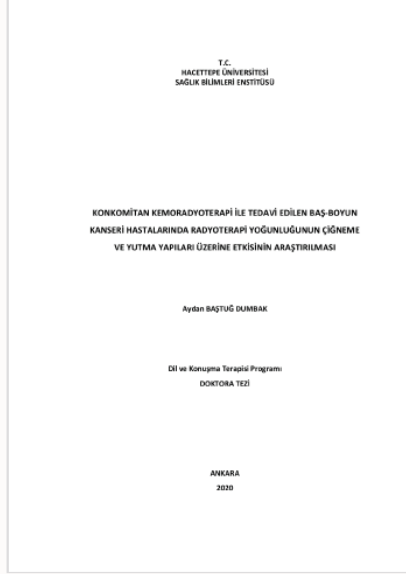 T.C.
HACETTEPE ÜNİVERSİTESİ
SAĞLIK BİLİMLERİ ENSTİTÜSÜ
KONKOMİTAN KEMORADYOTERAPİ İLE TEDAVİ EDİLEN BAŞ-BOYUN
KANSERİ HASTALARINDA RADYOTERAPİ YOĞUNLUĞUNUN ÇİĞNEME
VE YUTMA YAPILARI ÜZERİNE ETKİSİNİN ARAŞTIRILMASI
Aydan BAŞTUĞ DUMBAK
Dil ve Konuşma Terapisi Programı
DOKTORA TEZİ
ANKARA
2020